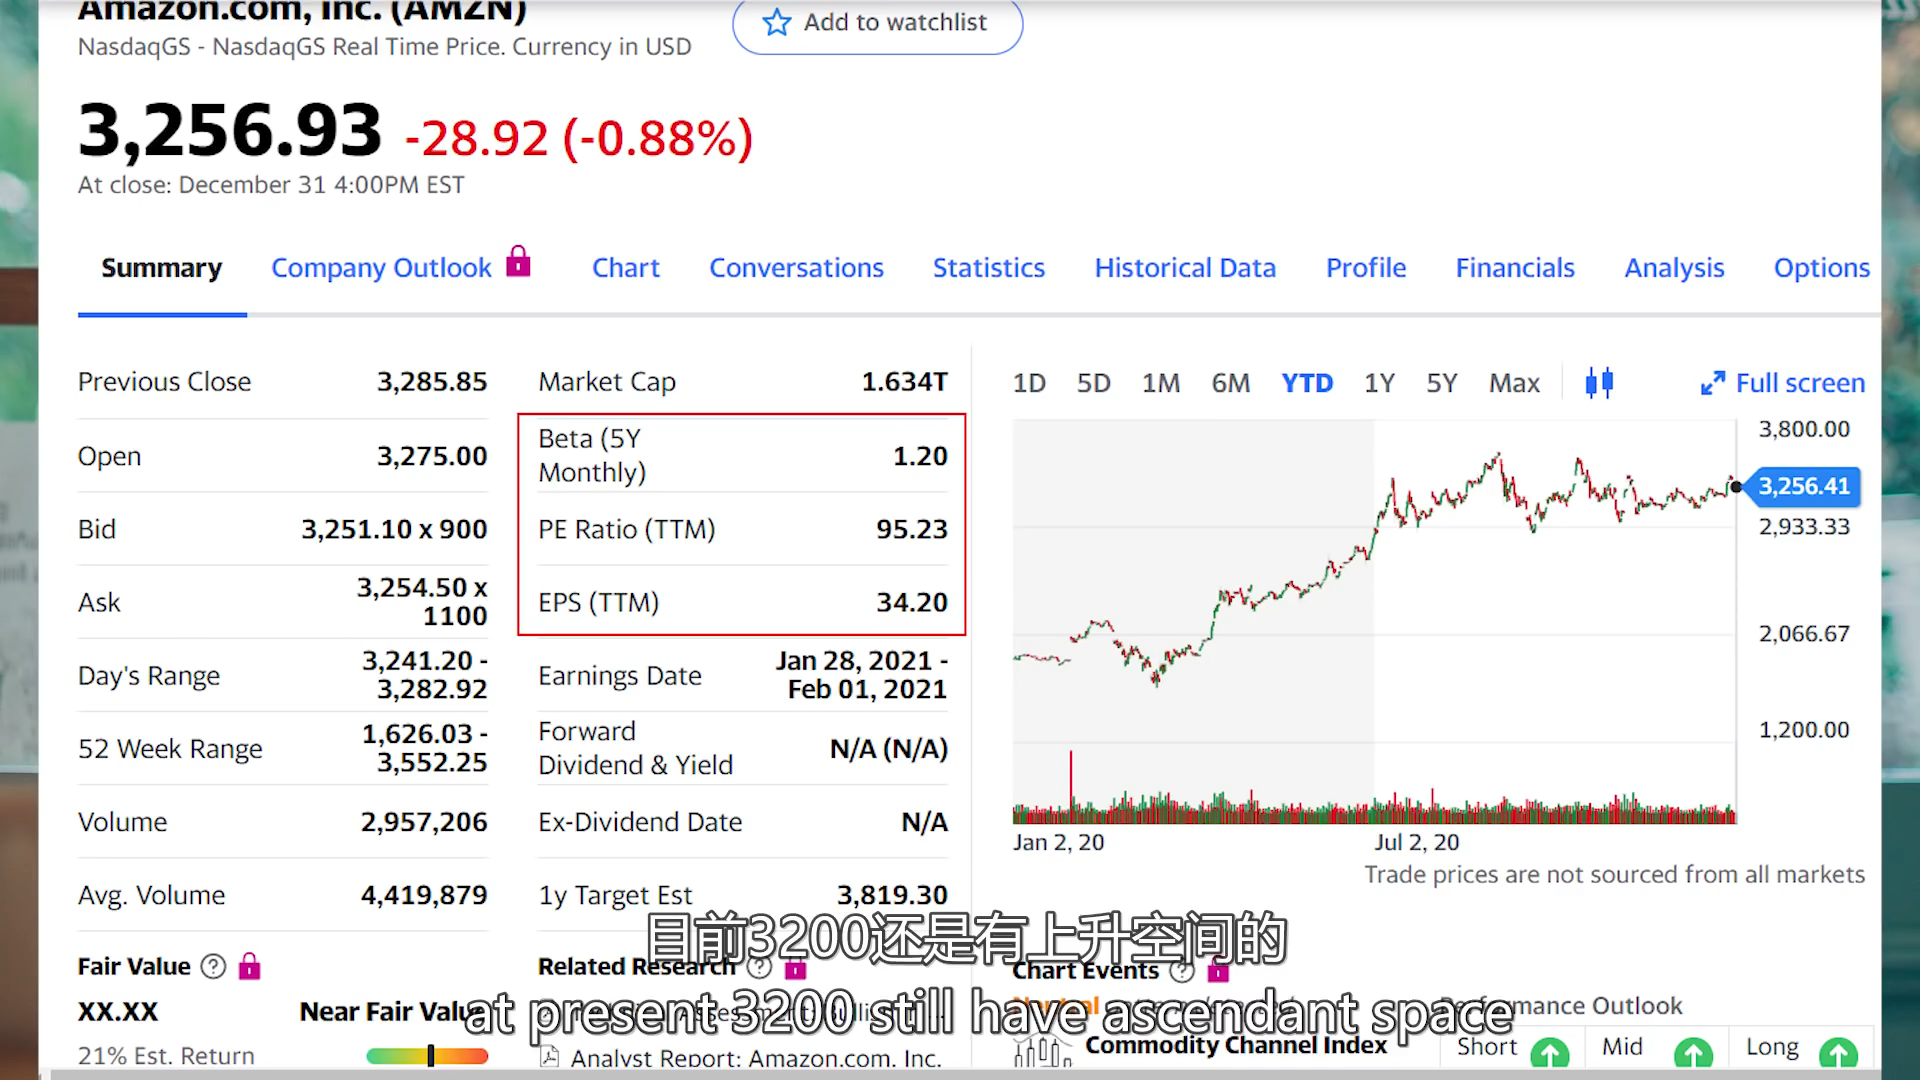 Amazon.com, Inc. (AMZN)
NasdaqGS - NasdaqGS Real Time Price. Currency in USD
Add to watchlist
3,256.93 -28.92 (-0.88%)
At close: December 31 4:00PM EST
Summary Company Outlook Chart Conversations Statistics Historical Data Profile Financials Analysis Options
Previous Close 3,285.85
Open 3,275.00
Bid 3,251.10 x 900
Ask 3,254.50 x
1100
Day's Range 3,241.20 -
3,282.92
52 Week Range 1,626.03 -
3,552.25
Volume 2,957,206
Avg. Volume 4,419,879
Market Cap 1.634T
Beta (5Y
Monthly) 1.20
PE Ratio (TTM) 95.23
EPS (TTM) 34.20
Earnings Date Jan 28, 2021 -
Feb 01, 2021
Forward
Dividend & Yield N/A (N/A)
Ex-Dividend Date N/A
1y Target Est 3,819.30
1D 5D 1M 6M YTD 1Y 5Y Max Full screen
3,800.00
3,256.41
2,933.33
2,066.67
1,200.00
Jan 2, 20 Jul 2, 20
Trade prices are not sourced from all markets
Fair Value
XX.XX Near Fair Value
21% Est. Return
Related Research
Analyst Report: Amazon.com, Inc.
Chart Events
Performance Outlook
Commodity Channel Index
Short Mid Long
目前3200还是有上升空间的
at present 3200 still have ascendant space